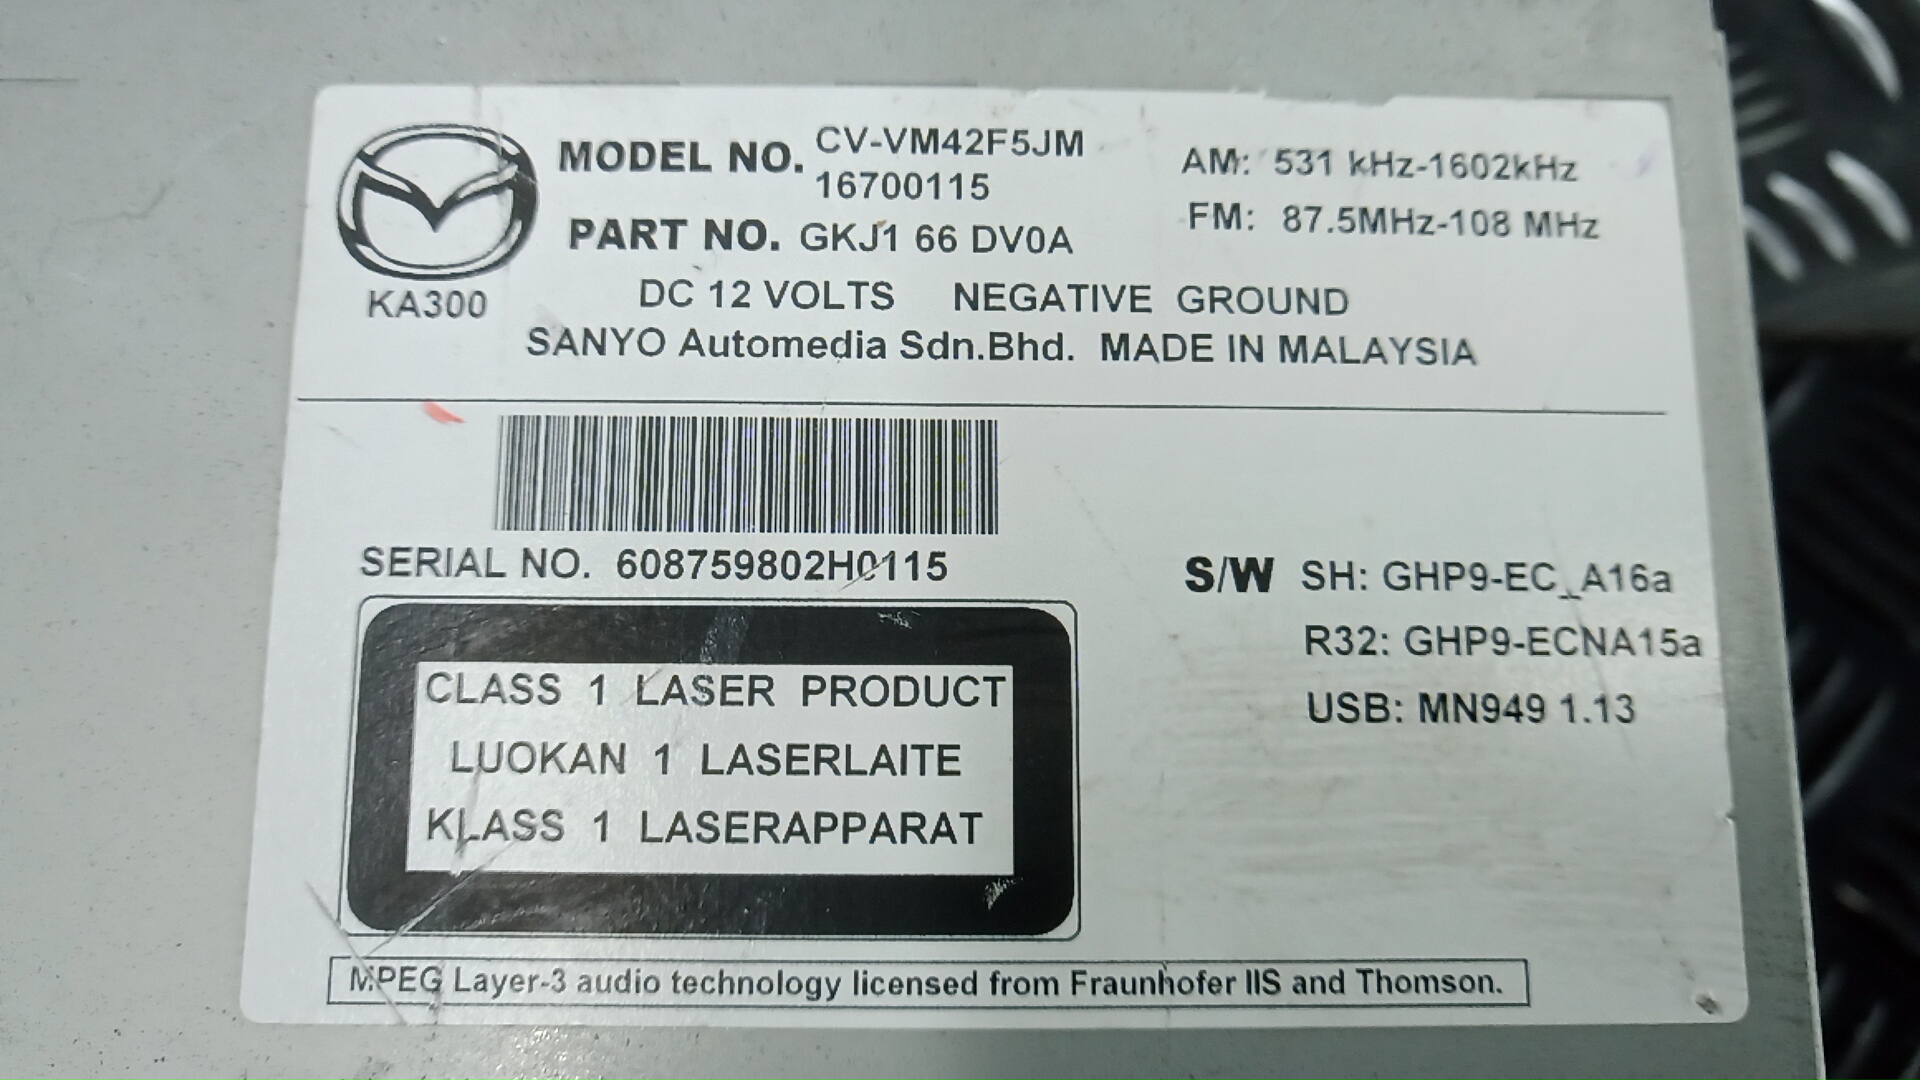 MODEL NO. CV-VM42F5JM
16700115
PART NO. GKJ1 66 DV0A
AM: 531 kHz-1602kHz
FM: 87.5MHz-108 MHz
KA300
DC 12 VOLTS NEGATIVE GROUND
SANYO Automedia Sdn.Bhd. MADE IN MALAYSIA
SERIAL NO. 608759802H0115
S/W SH: GHP9-EC_A16a
R32: GHP9-ECNA15a
USB: MN949 1.13
CLASS 1 LASER PRODUCT
LUOKAN 1 LASERLAITE
KLASS 1 LASERAPPARAT
MPEG Layer-3 audio technology licensed from Fraunhofer IIS and Thomson.